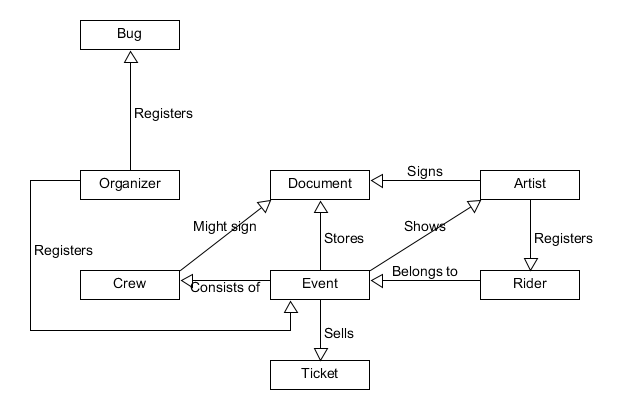 Bug
Registers
Organizer
Document
Signs
Artist
Might sign
Shows
Stores
Registers
Registers
Crew
Consists of
Event
Belongs to
Rider
Sells
Ticket